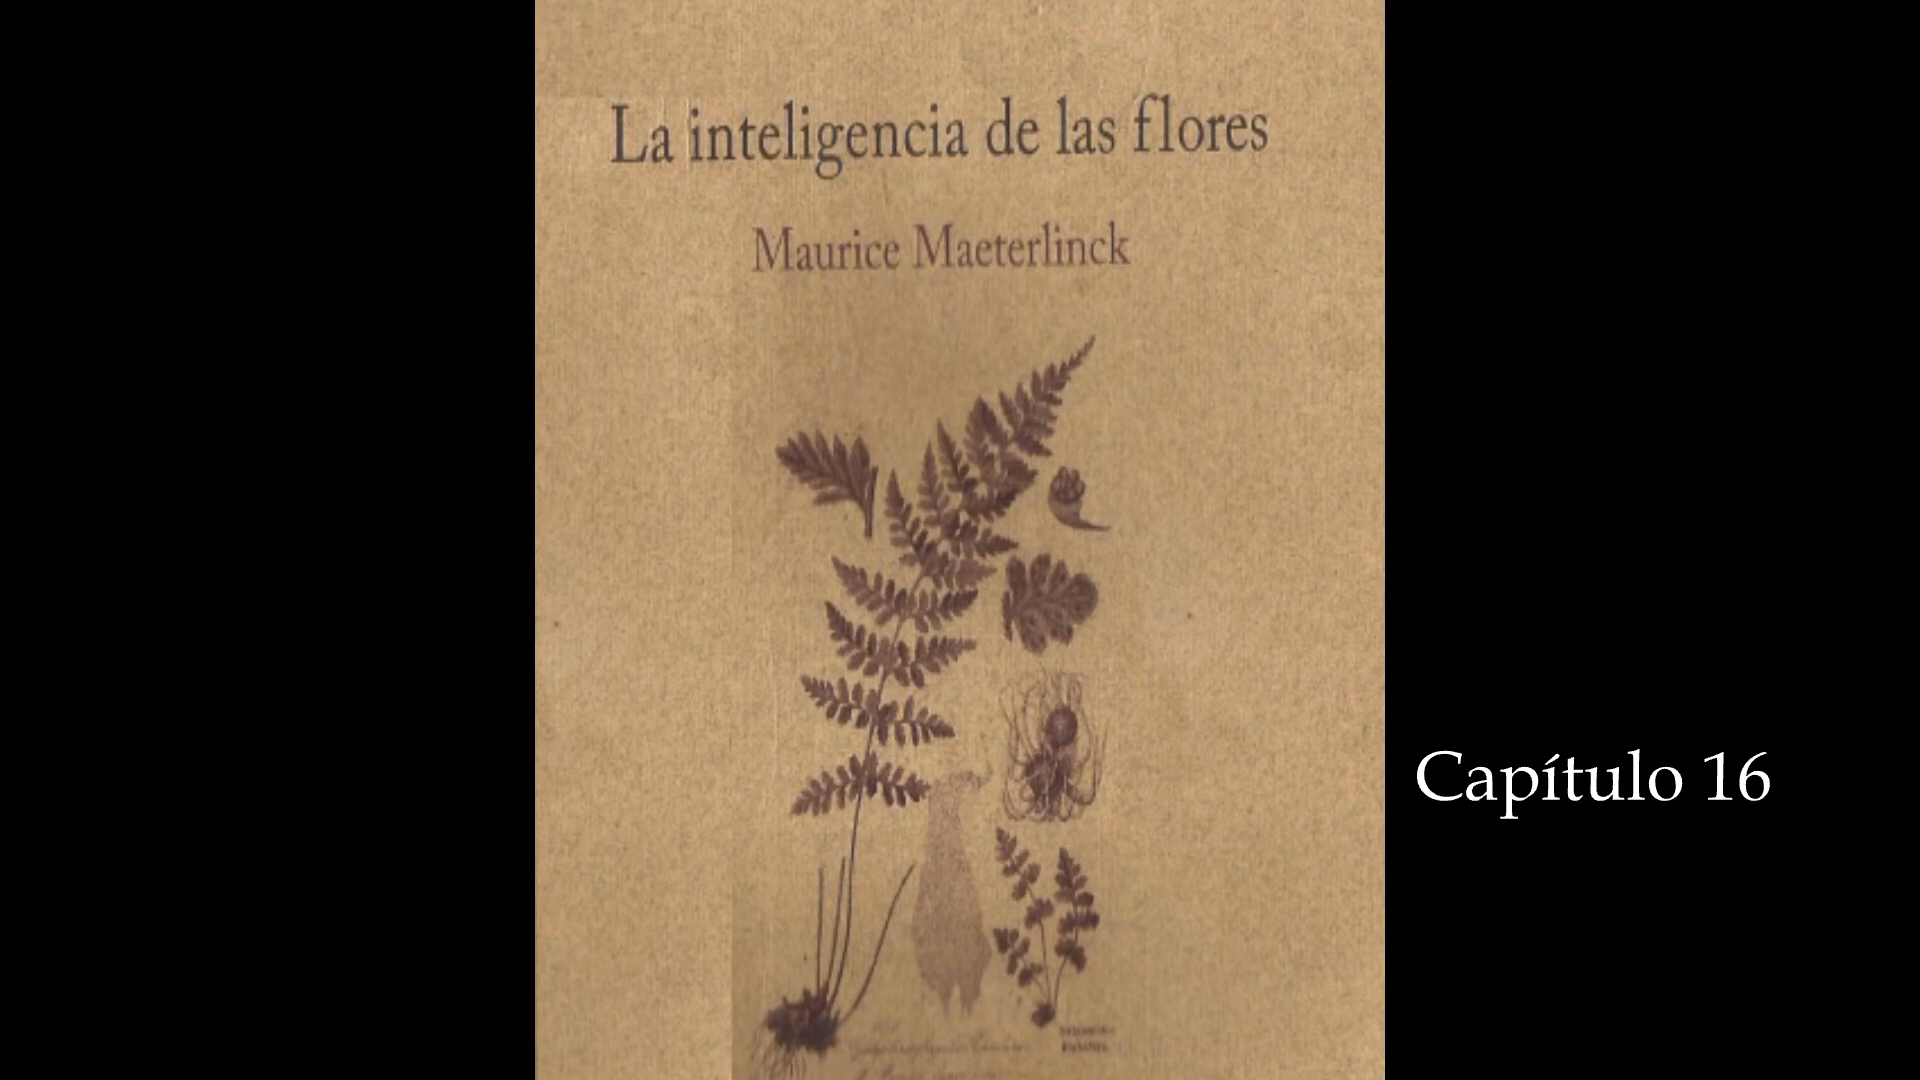 La inteligencia de las flores
Maurice Maeterlinck
Capítulo 16